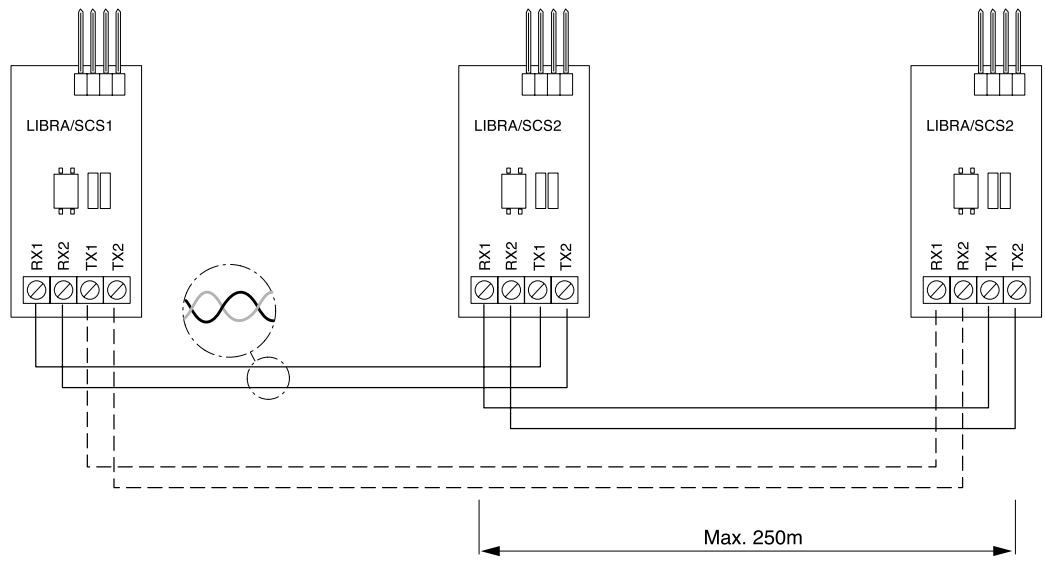 LIBRA/SCS1
LIBRA/SCS2
LIBRA/SCS2
RX1 RX2 TX1 TX2
RX1 RX2 TX1 TX2
RX1 RX2 TX1 TX2
Max. 250m